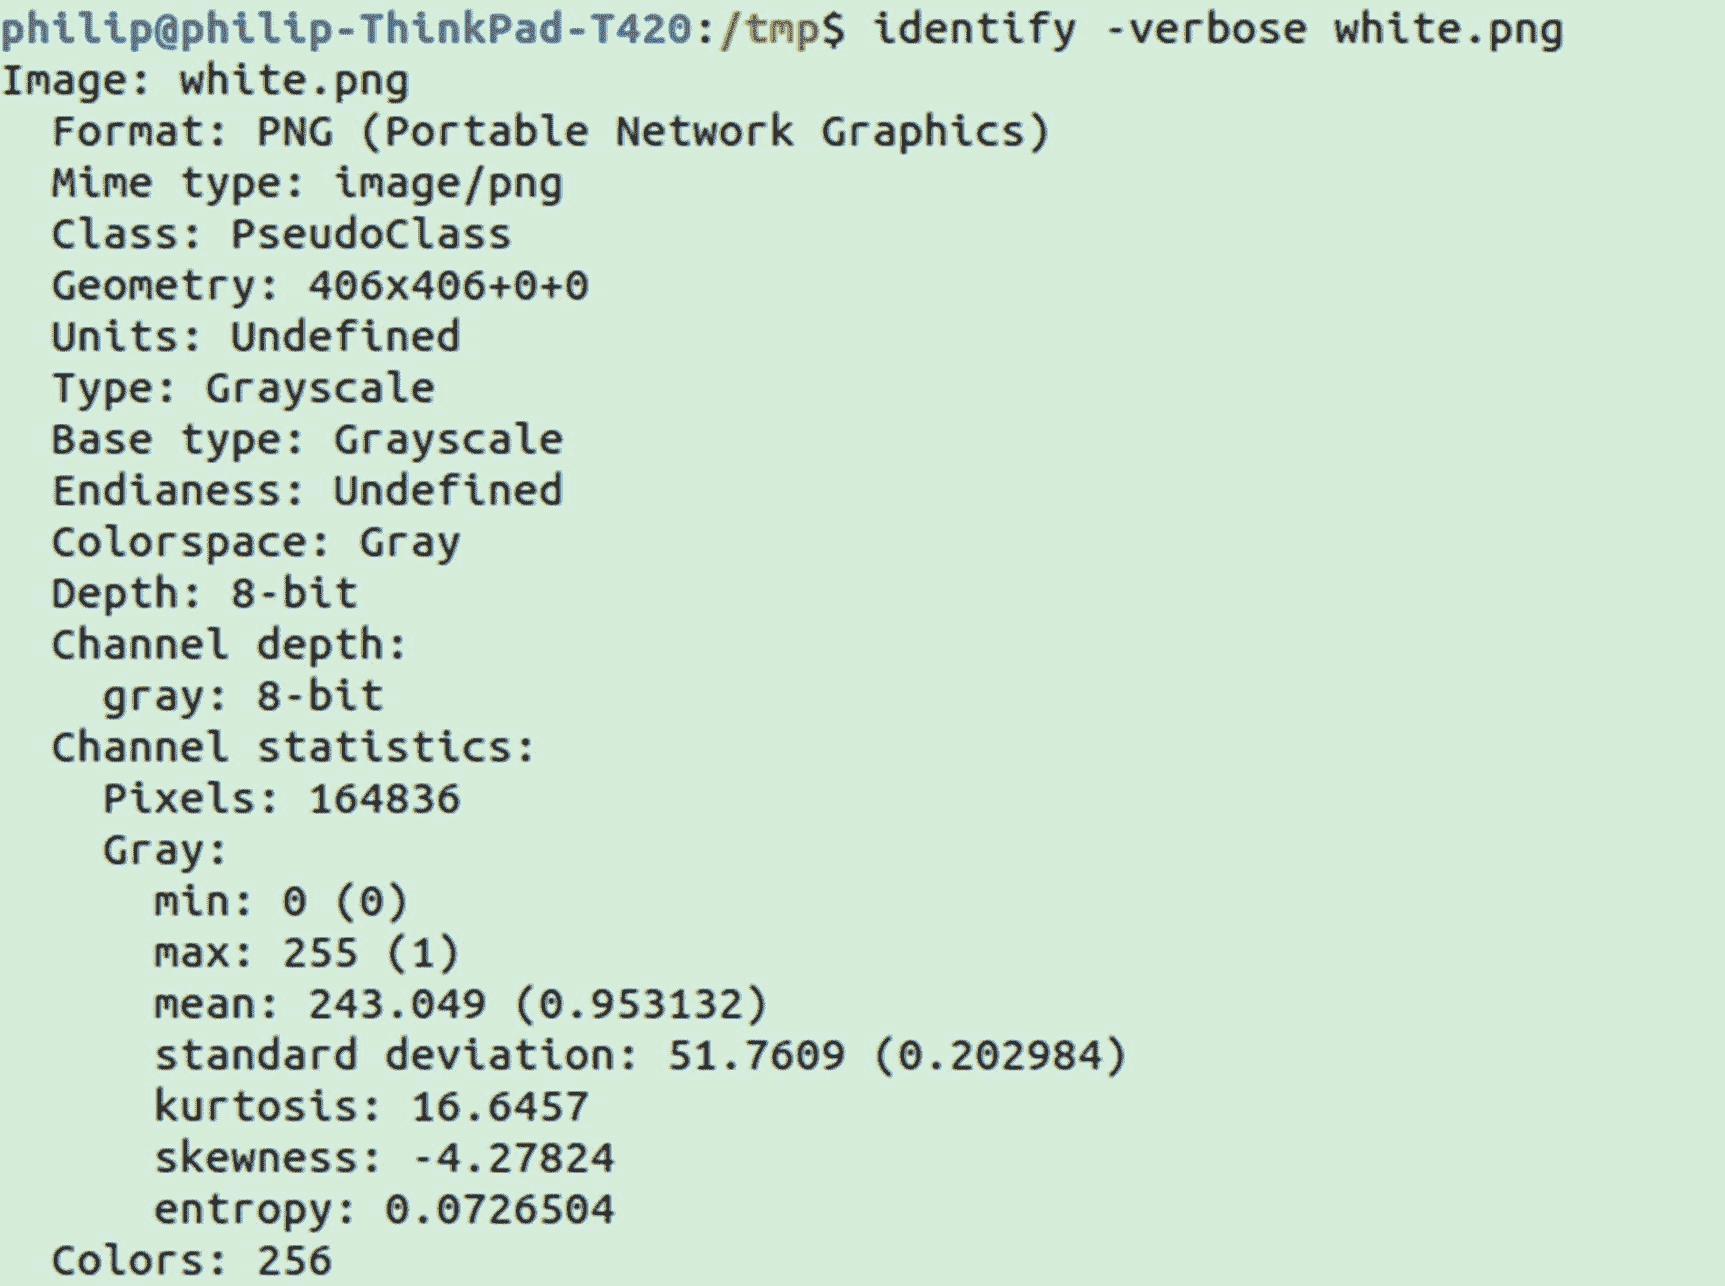 philip@philip-ThinkPad-T420:/tmp$ identify -verbose white.png
Image: white.png
  Format: PNG (Portable Network Graphics)
  Mime type: image/png
  Class: PseudoClass
  Geometry: 406x406+0+0
  Units: Undefined
  Type: Grayscale
  Base type: Grayscale
  Endianess: Undefined
  Colorspace: Gray
  Depth: 8-bit
  Channel depth:
    gray: 8-bit
  Channel statistics:
    Pixels: 164836
    Gray:
      min: 0 (0)
      max: 255 (1)
      mean: 243.049 (0.953132)
      standard deviation: 51.7609 (0.202984)
      kurtosis: 16.6457
      skewness: -4.27824
      entropy: 0.0726504
  Colors: 256